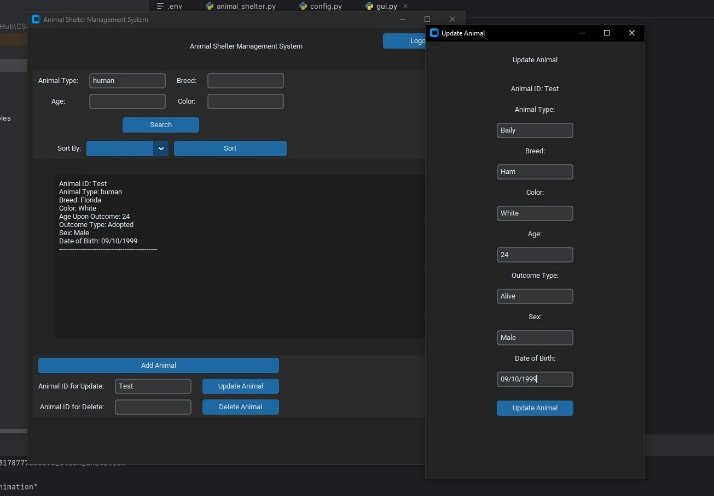 .env
animal_shelter.py
config.py
gui.py
Animal Shelter Management System
Animal Shelter Management System
Animal Type:
human
Breed:
Age:
Color:
Search
Sort By:
Sort
Animal ID: Test
Animal Type: human
Breed: Florida
Color: White
Age Upon Outcome: 24
Outcome Type: Adopted
Sex: Male
Date of Birth: 09/10/1999
--------------------------------------------
Add Animal
Animal ID for Update:
Test
Update Animal
Animal ID for Delete:
Delete Animal
Update Animal
Update Animal
Animal ID: Test
Animal Type:
Baily
Breed:
Ham
Color:
White
Age:
24
Outcome Type:
Alive
Sex:
Male
Date of Birth:
09/10/1999
Update Animal